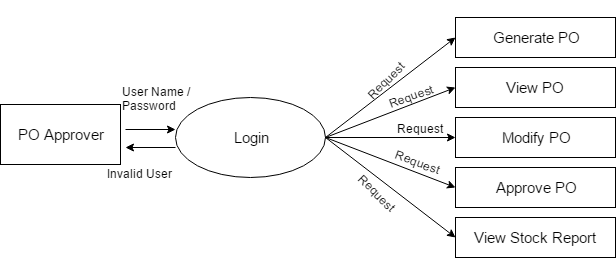 Generate PO
Request
User Name /
Password
View PO
Request
PO Approver
Login
Request
Modify PO
Invalid User
Request
Approve PO
Request
View Stock Report